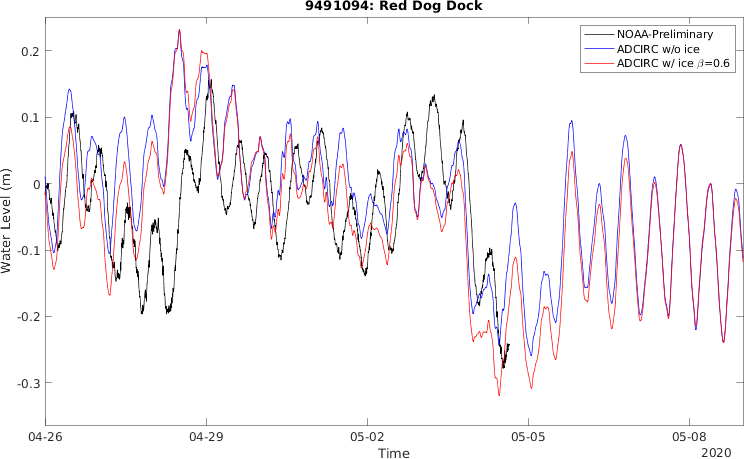 9491094: Red Dog Dock
NOAA-Preliminary
ADCIRC w/o ice
ADCIRC w/ ice β=0.6
Water Level (m)
0.2
0.1
0
-0.1
-0.2
-0.3
04-26 04-29 05-02 05-05 05-08
Time
2020